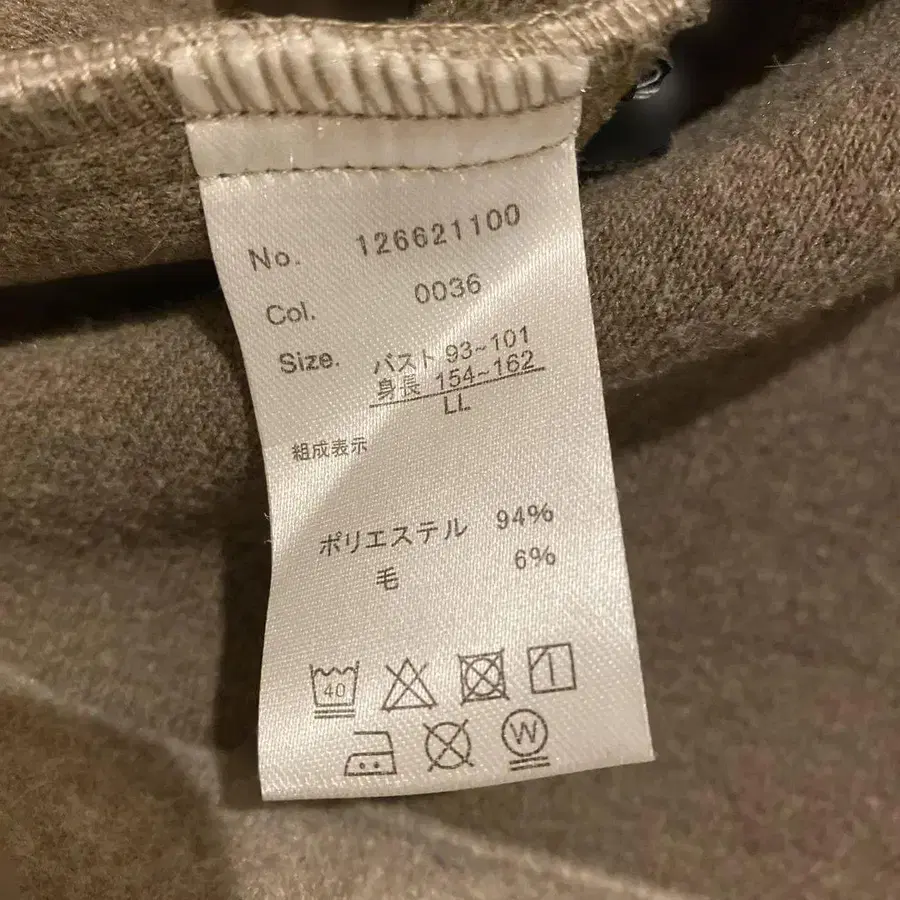 No. 126621100
Col. 0036
Size. バスト 93~101
身長 154~162
LL
組成表示
ポリエステル 94%
毛 6%
40
W